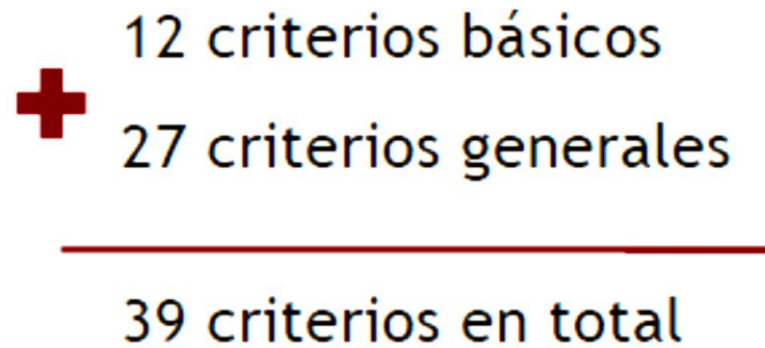 12 criterios básicos
27 criterios generales
39 criterios en total